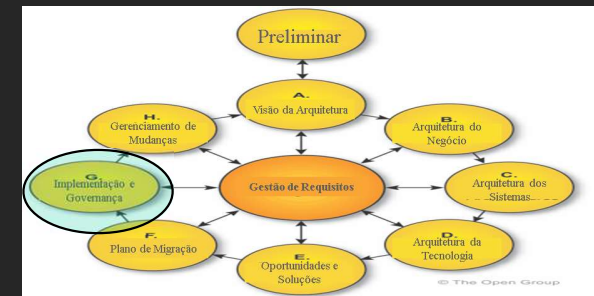 Preliminar
A.
Visão da Arquitetura
B.
Arquitetura do
Negócio
C.
Arquitetura dos
Sistemas
D.
Arquitetura da
Tecnologia
E.
Oportunidades e
Soluções
F.
Plano de Migração
G.
Implementação e
Governança
H.
Gerenciamento de
Mudanças
Gestão de Requisitos
© The Open Group